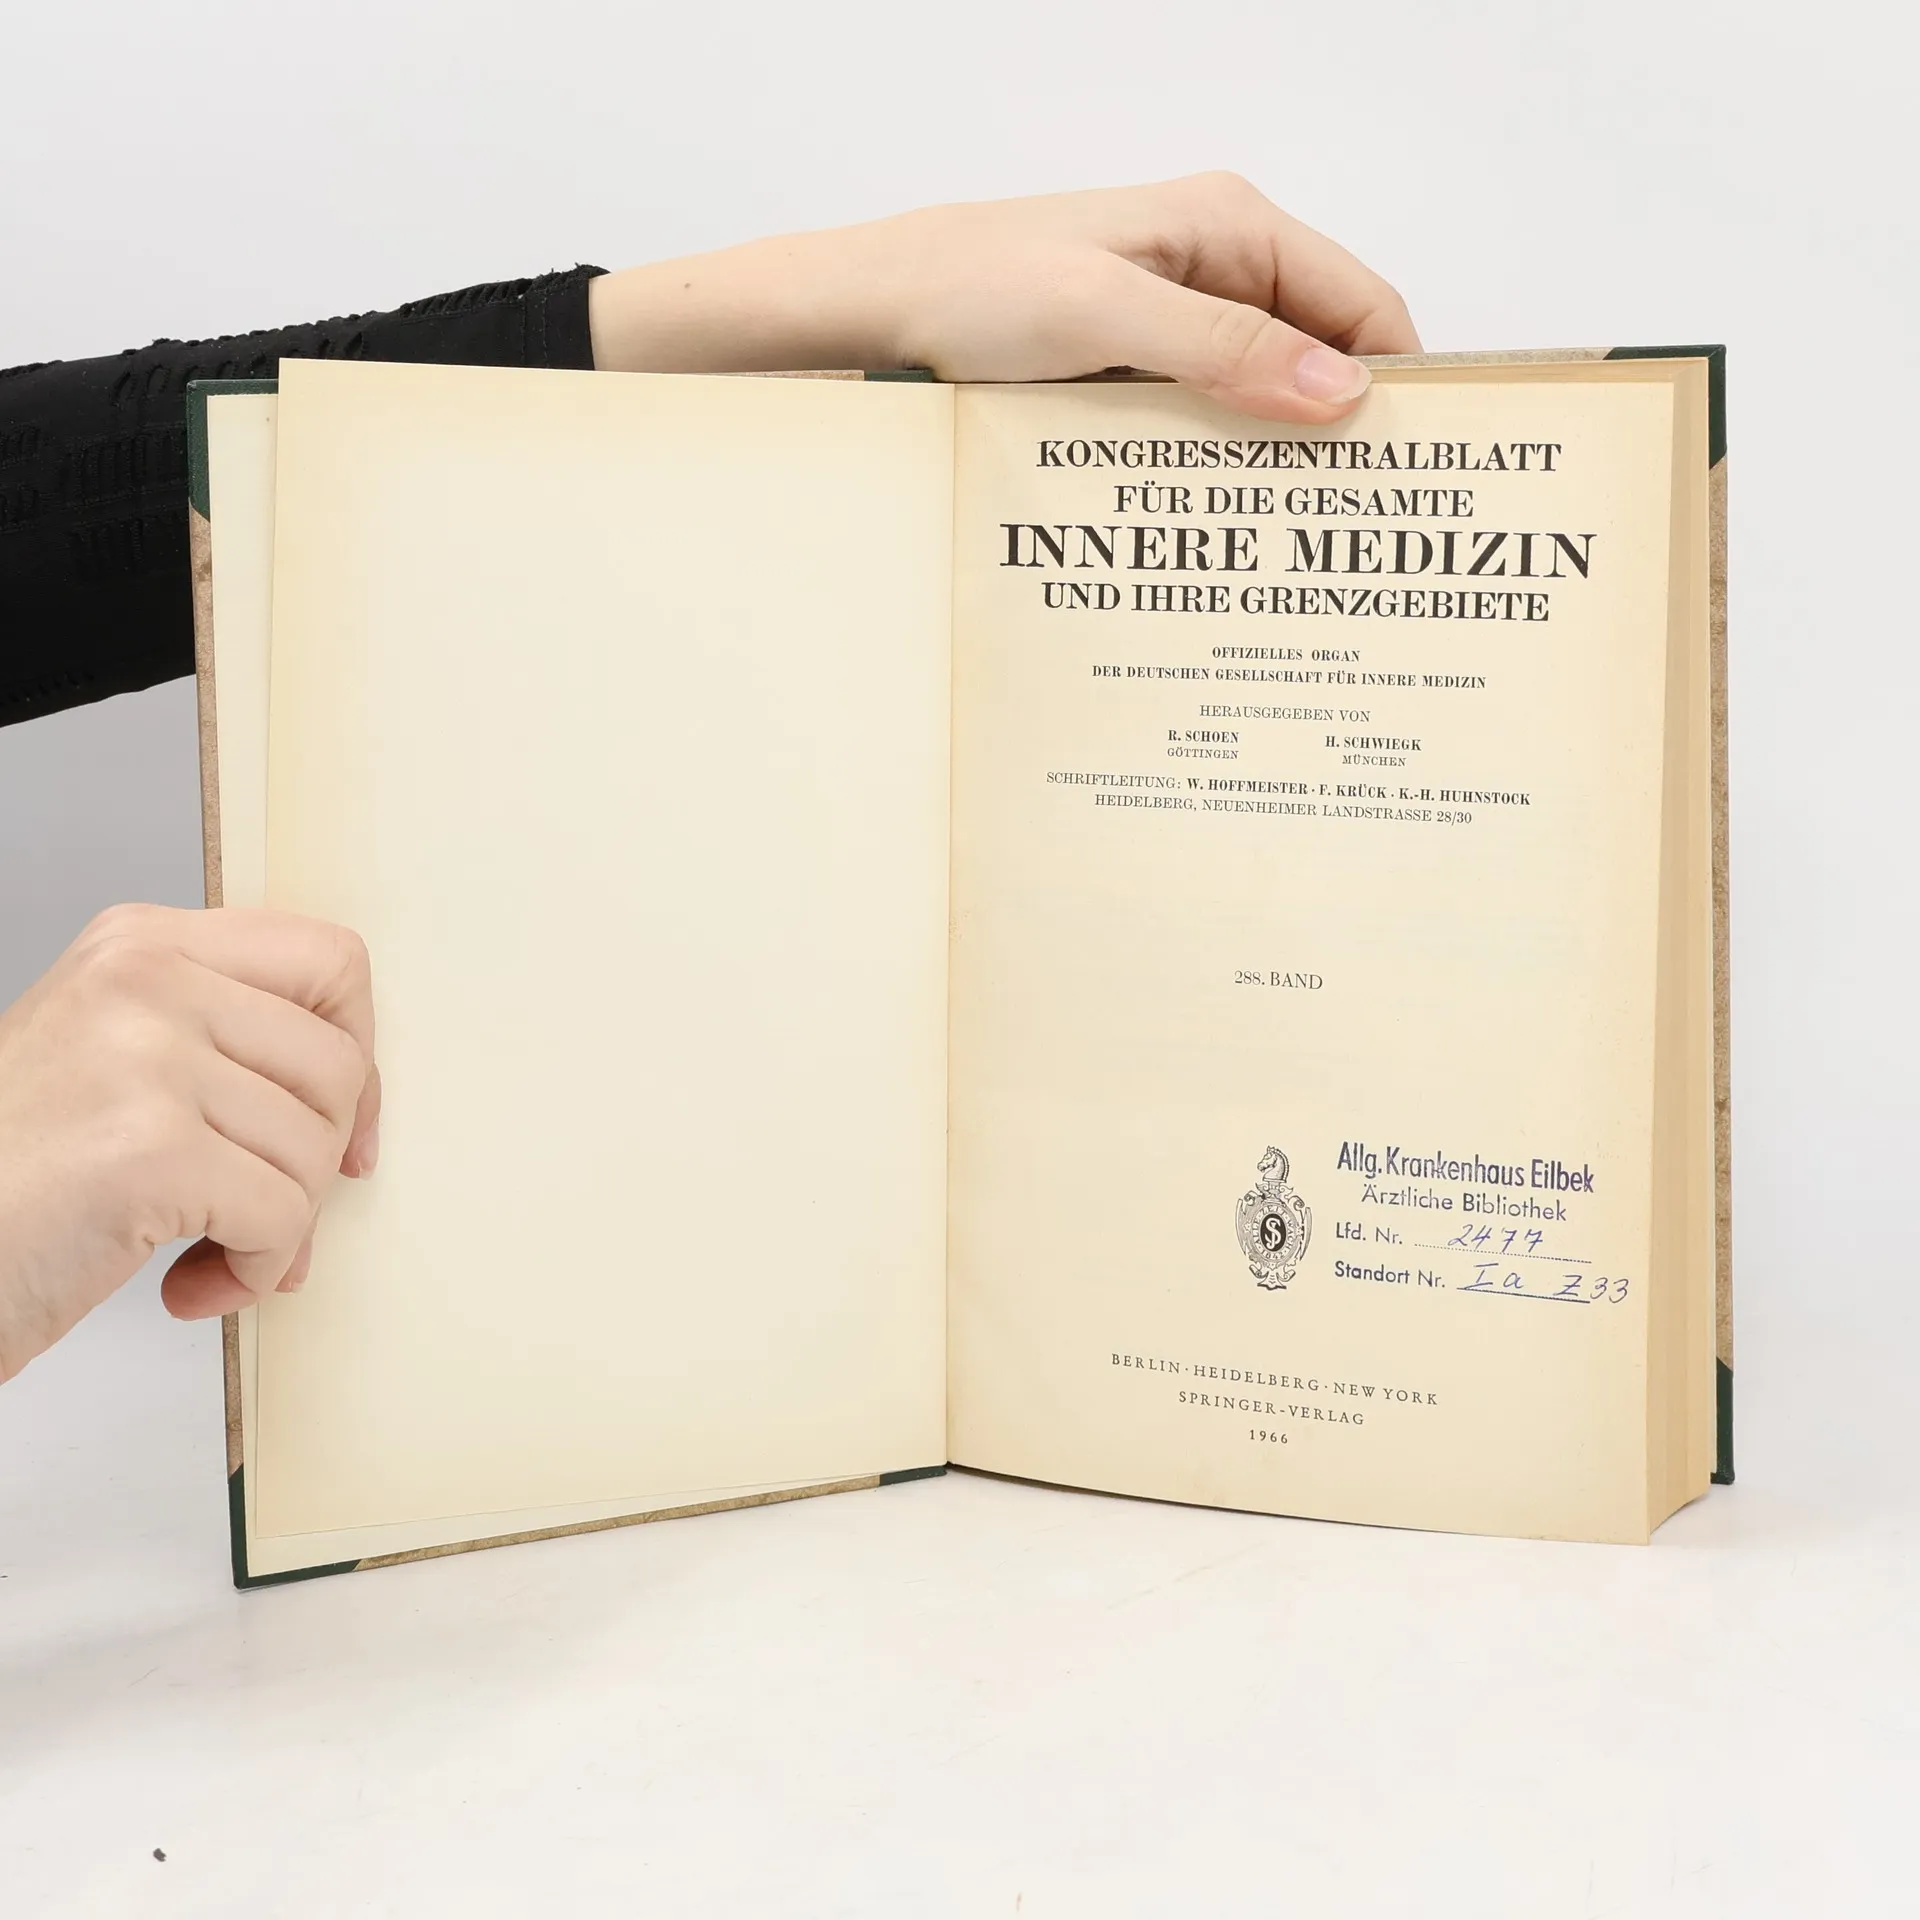 KONGRESSZENTRALBLATT
FÜR DIE GESAMTE
INNERE MEDIZIN
UND IHRE GRENZGEBIETE
OFFIZIELLES ORGAN
DER DEUTSCHEN GESELLSCHAFT FÜR INNERE MEDIZIN
HERAUSGEGEBEN VON
R. SCHOEN H. SCHWIEGK
GÖTTINGEN MÜNCHEN
SCHRIFTLEITUNG: W. HOFFMEISTER · F. KRÜCK · K.-H. HUHNSTOCK
HEIDELBERG, NEUENHEIMER LANDSTRASSE 28/30
288. BAND
Allg. Krankenhaus Eilbek
Ärztliche Bibliothek
Lfd. Nr. 2477
Standort Nr. Ia Z33
BERLIN · HEIDELBERG · NEW YORK
SPRINGER-VERLAG
1966